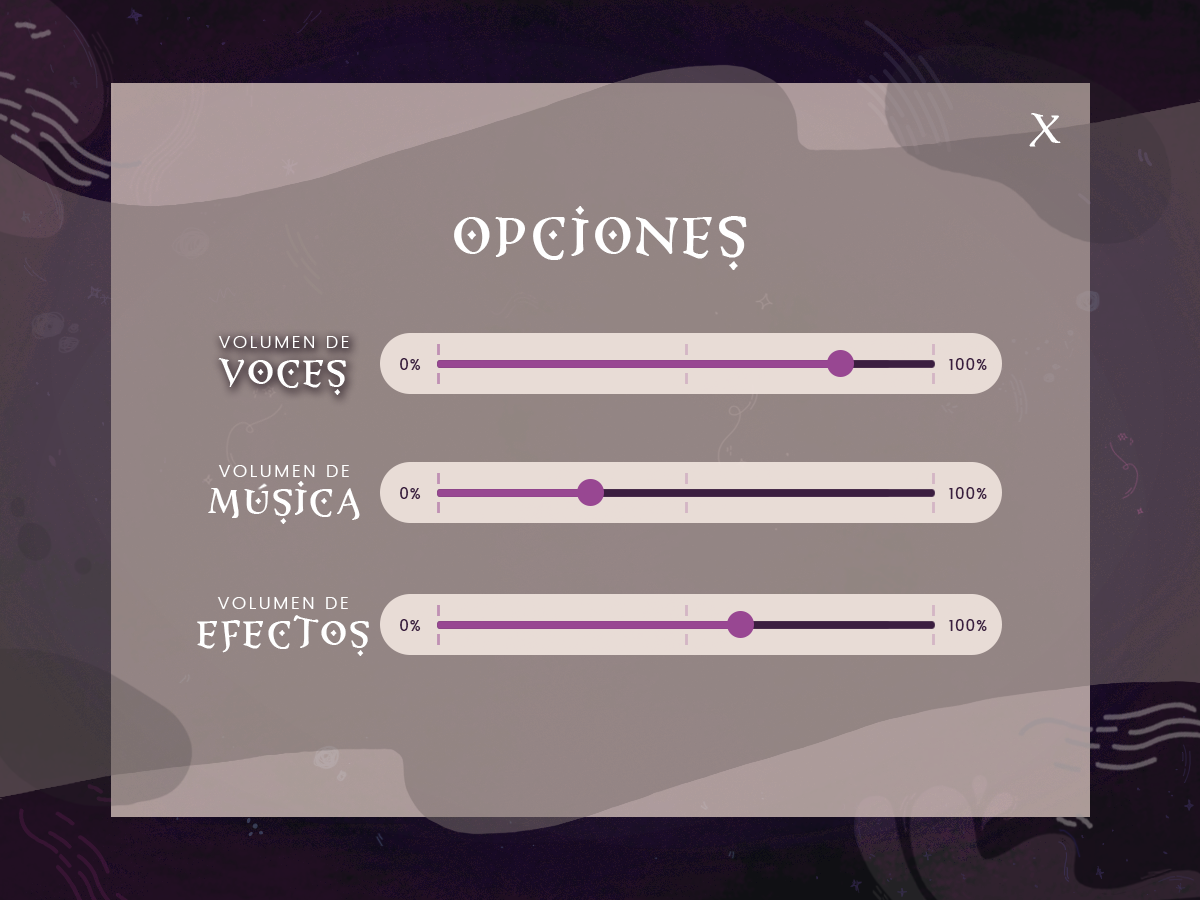 X
OPCIONES
VOLUMEN DE
VOCES
0% 100%
VOLUMEN DE
MÚSICA
0% 100%
VOLUMEN DE
EFECTOS
0% 100%